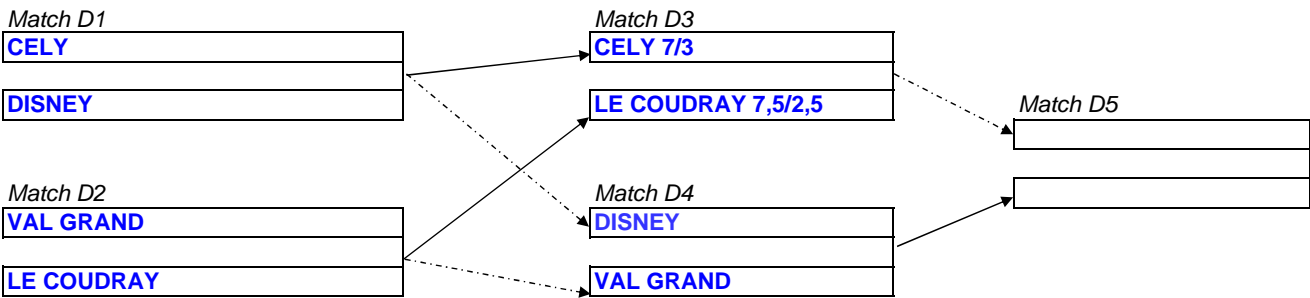 Match D1
CELY
DISNEY
Match D2
VAL GRAND
LE COUDRAY
Match D3
CELY 7/3
LE COUDRAY 7,5/2,5
Match D4
DISNEY
VAL GRAND
Match D5